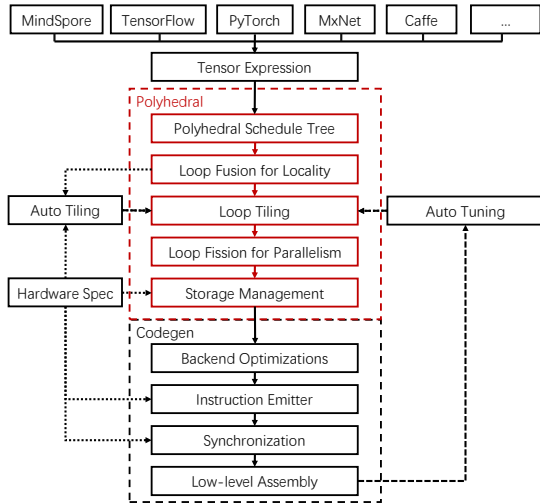 MindSpore
TensorFlow
PyTorch
MxNet
Caffe
...
Tensor Expression
Polyhedral
Polyhedral Schedule Tree
Loop Fusion for Locality
Auto Tiling
Loop Tiling
Auto Tuning
Loop Fission for Parallelism
Hardware Spec
Storage Management
Codegen
Backend Optimizations
Instruction Emitter
Synchronization
Low-level Assembly